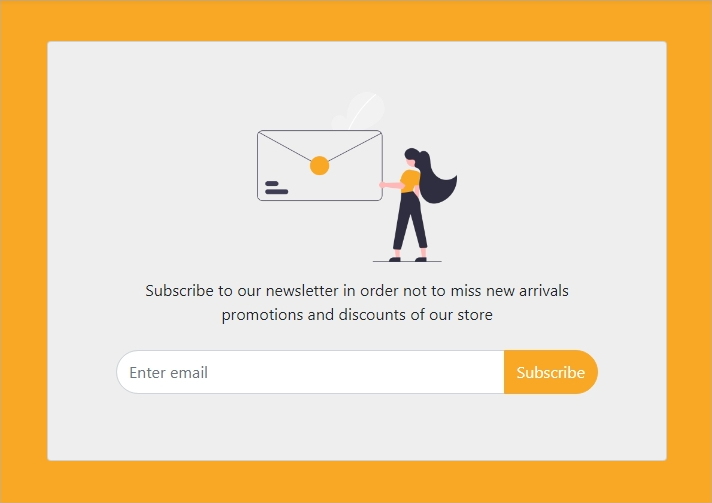 Subscribe to our newsletter in order not to miss new arrivals
promotions and discounts of our store
Enter email
Subscribe